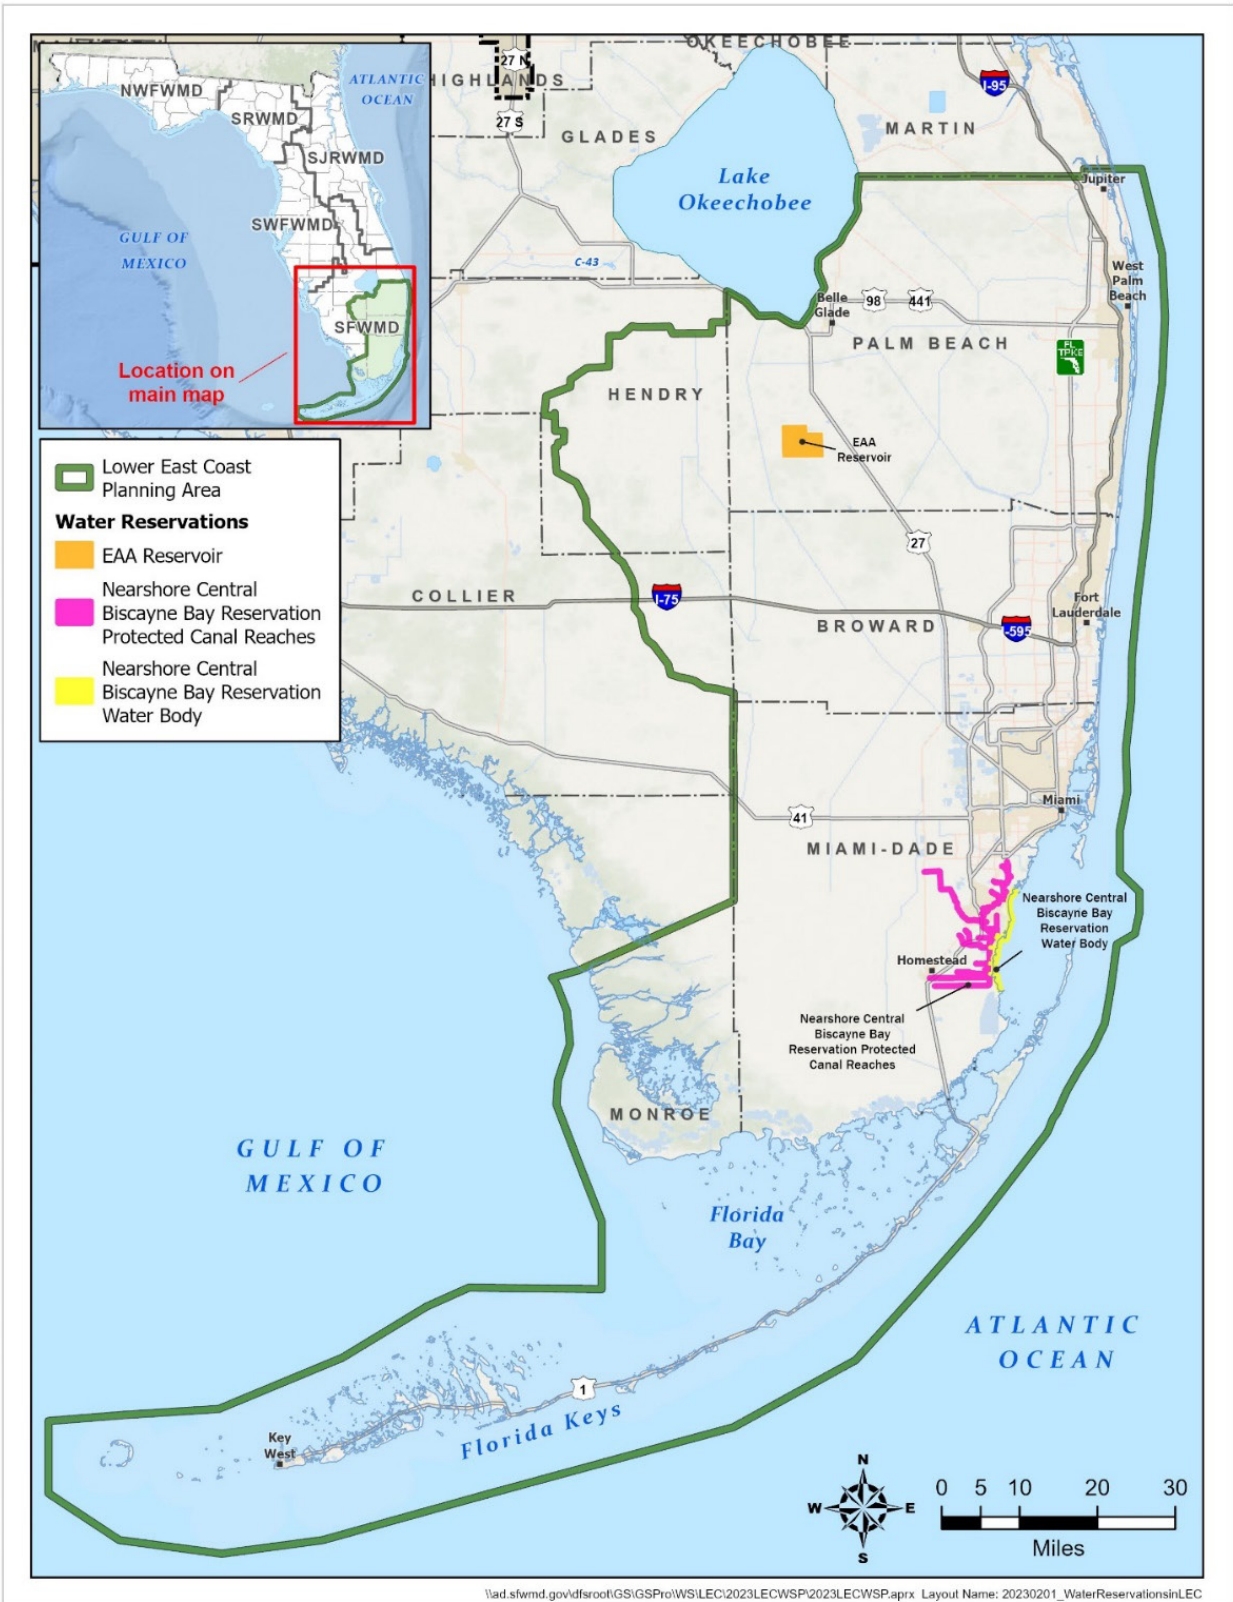 OKEECHOBEE
27 N
HIGHLANDS
27 S
GLADES
MARTIN
I-95
Lake
Okeechobee
Jupiter
C-43
West
Palm
Beach
Belle
Glade
98
441
PALM BEACH
FL
TPKE
HENDRY
EAA
Reservoir
27
COLLIER
I-75
BROWARD
I-595
Fort
Lauderdale
Miami
41
MIAMI-DADE
Nearshore Central
Biscayne Bay
Reservation
Water Body
Homestead
Nearshore Central
Biscayne Bay
Reservation Protected
Canal Reaches
MONROE
GULF OF
MEXICO
Florida
Bay
ATLANTIC
OCEAN
1
Florida Keys
Key
West
NWFWMD
SRWMD
ATLANTIC
OCEAN
SJRWMD
SWFWMD
GULF OF
MEXICO
SFWMD
Location on
main map
Lower East Coast
Planning Area
Water Reservations
EAA Reservoir
Nearshore Central
Biscayne Bay Reservation
Protected Canal Reaches
Nearshore Central
Biscayne Bay Reservation
Water Body
N
W
E
S
0 5 10 20 30
Miles
\\ad.sfwmd.gov\dfsroot\GS\GSPro\WS\LEC\2023LECWSP\2023LECWSP.aprx Layout Name: 20230201_WaterReservationsinLEC